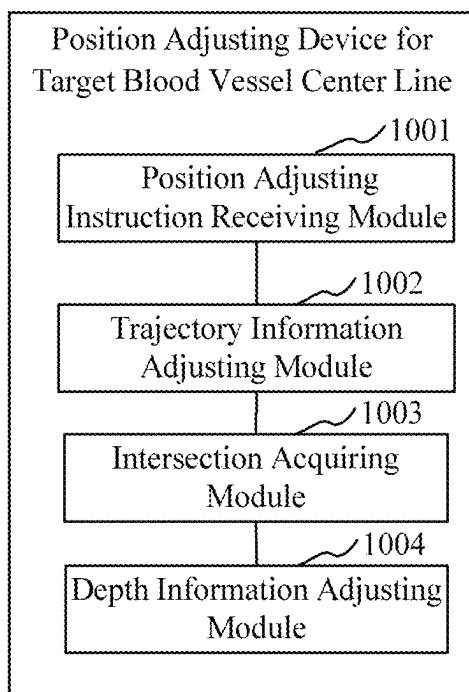 Position Adjusting Device for
Target Blood Vessel Center Line
1001
Position Adjusting
Instruction Receiving Module
1002
Trajectory Information
Adjusting Module
1003
Intersection Acquiring
Module
1004
Depth Information Adjusting
Module